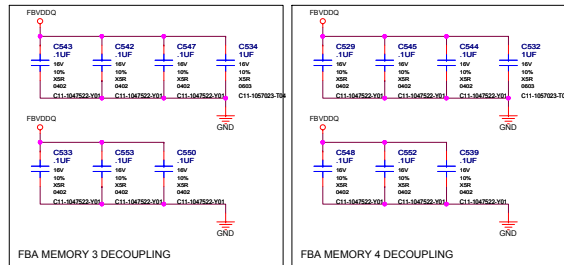 FBVDDQ
C543 C542 C547 C534
.1UF .1UF .1UF 1UF
16V 16V 16V 16V
10% 10% 10% 10%
X5R X5R X5R X5R
0402 0402 0402 0603
C11-1047522-Y01 C11-1047522-Y01 C11-1047522-Y01 C11-1057023-T04
GND
FBVDDQ
C533 C553 C550
.1UF .1UF .1UF
16V 16V 16V
10% 10% 10%
X5R X5R X5R
0402 0402 0402
C11-1047522-Y01 C11-1047522-Y01 C11-1047522-Y01
GND
FBA MEMORY 3 DECOUPLING
FBVDDQ
C529 C545 C544 C532
.1UF .1UF .1UF 1UF
16V 16V 16V 16V
10% 10% 10% 10%
X5R X5R X5R X5R
0402 0402 0402 0603
C11-1047522-Y01 C11-1047522-Y01 C11-1047522-Y01 C11-1057023-T04
GND
FBVDDQ
C548 C552 C539
.1UF .1UF .1UF
16V 16V 16V
10% 10% 10%
X5R X5R X5R
0402 0402 0402
C11-1047522-Y01 C11-1047522-Y01 C11-1047522-Y01
GND
FBA MEMORY 4 DECOUPLING